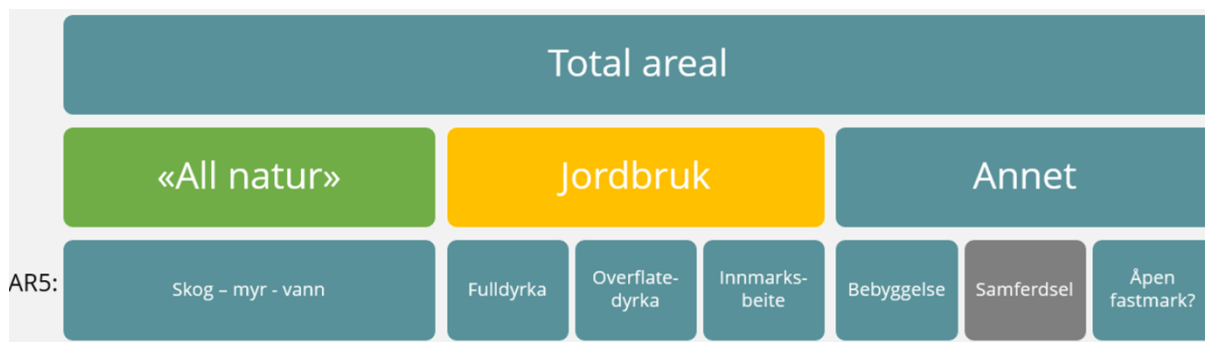 Total areal
«All natur»
Jordbruk
Annet
AR5:
Skog – myr - vann
Fulldyrka
Overflate-
dyrka
Innmarks-
beite
Bebyggelse
Samferdsel
Åpen
fastmark?